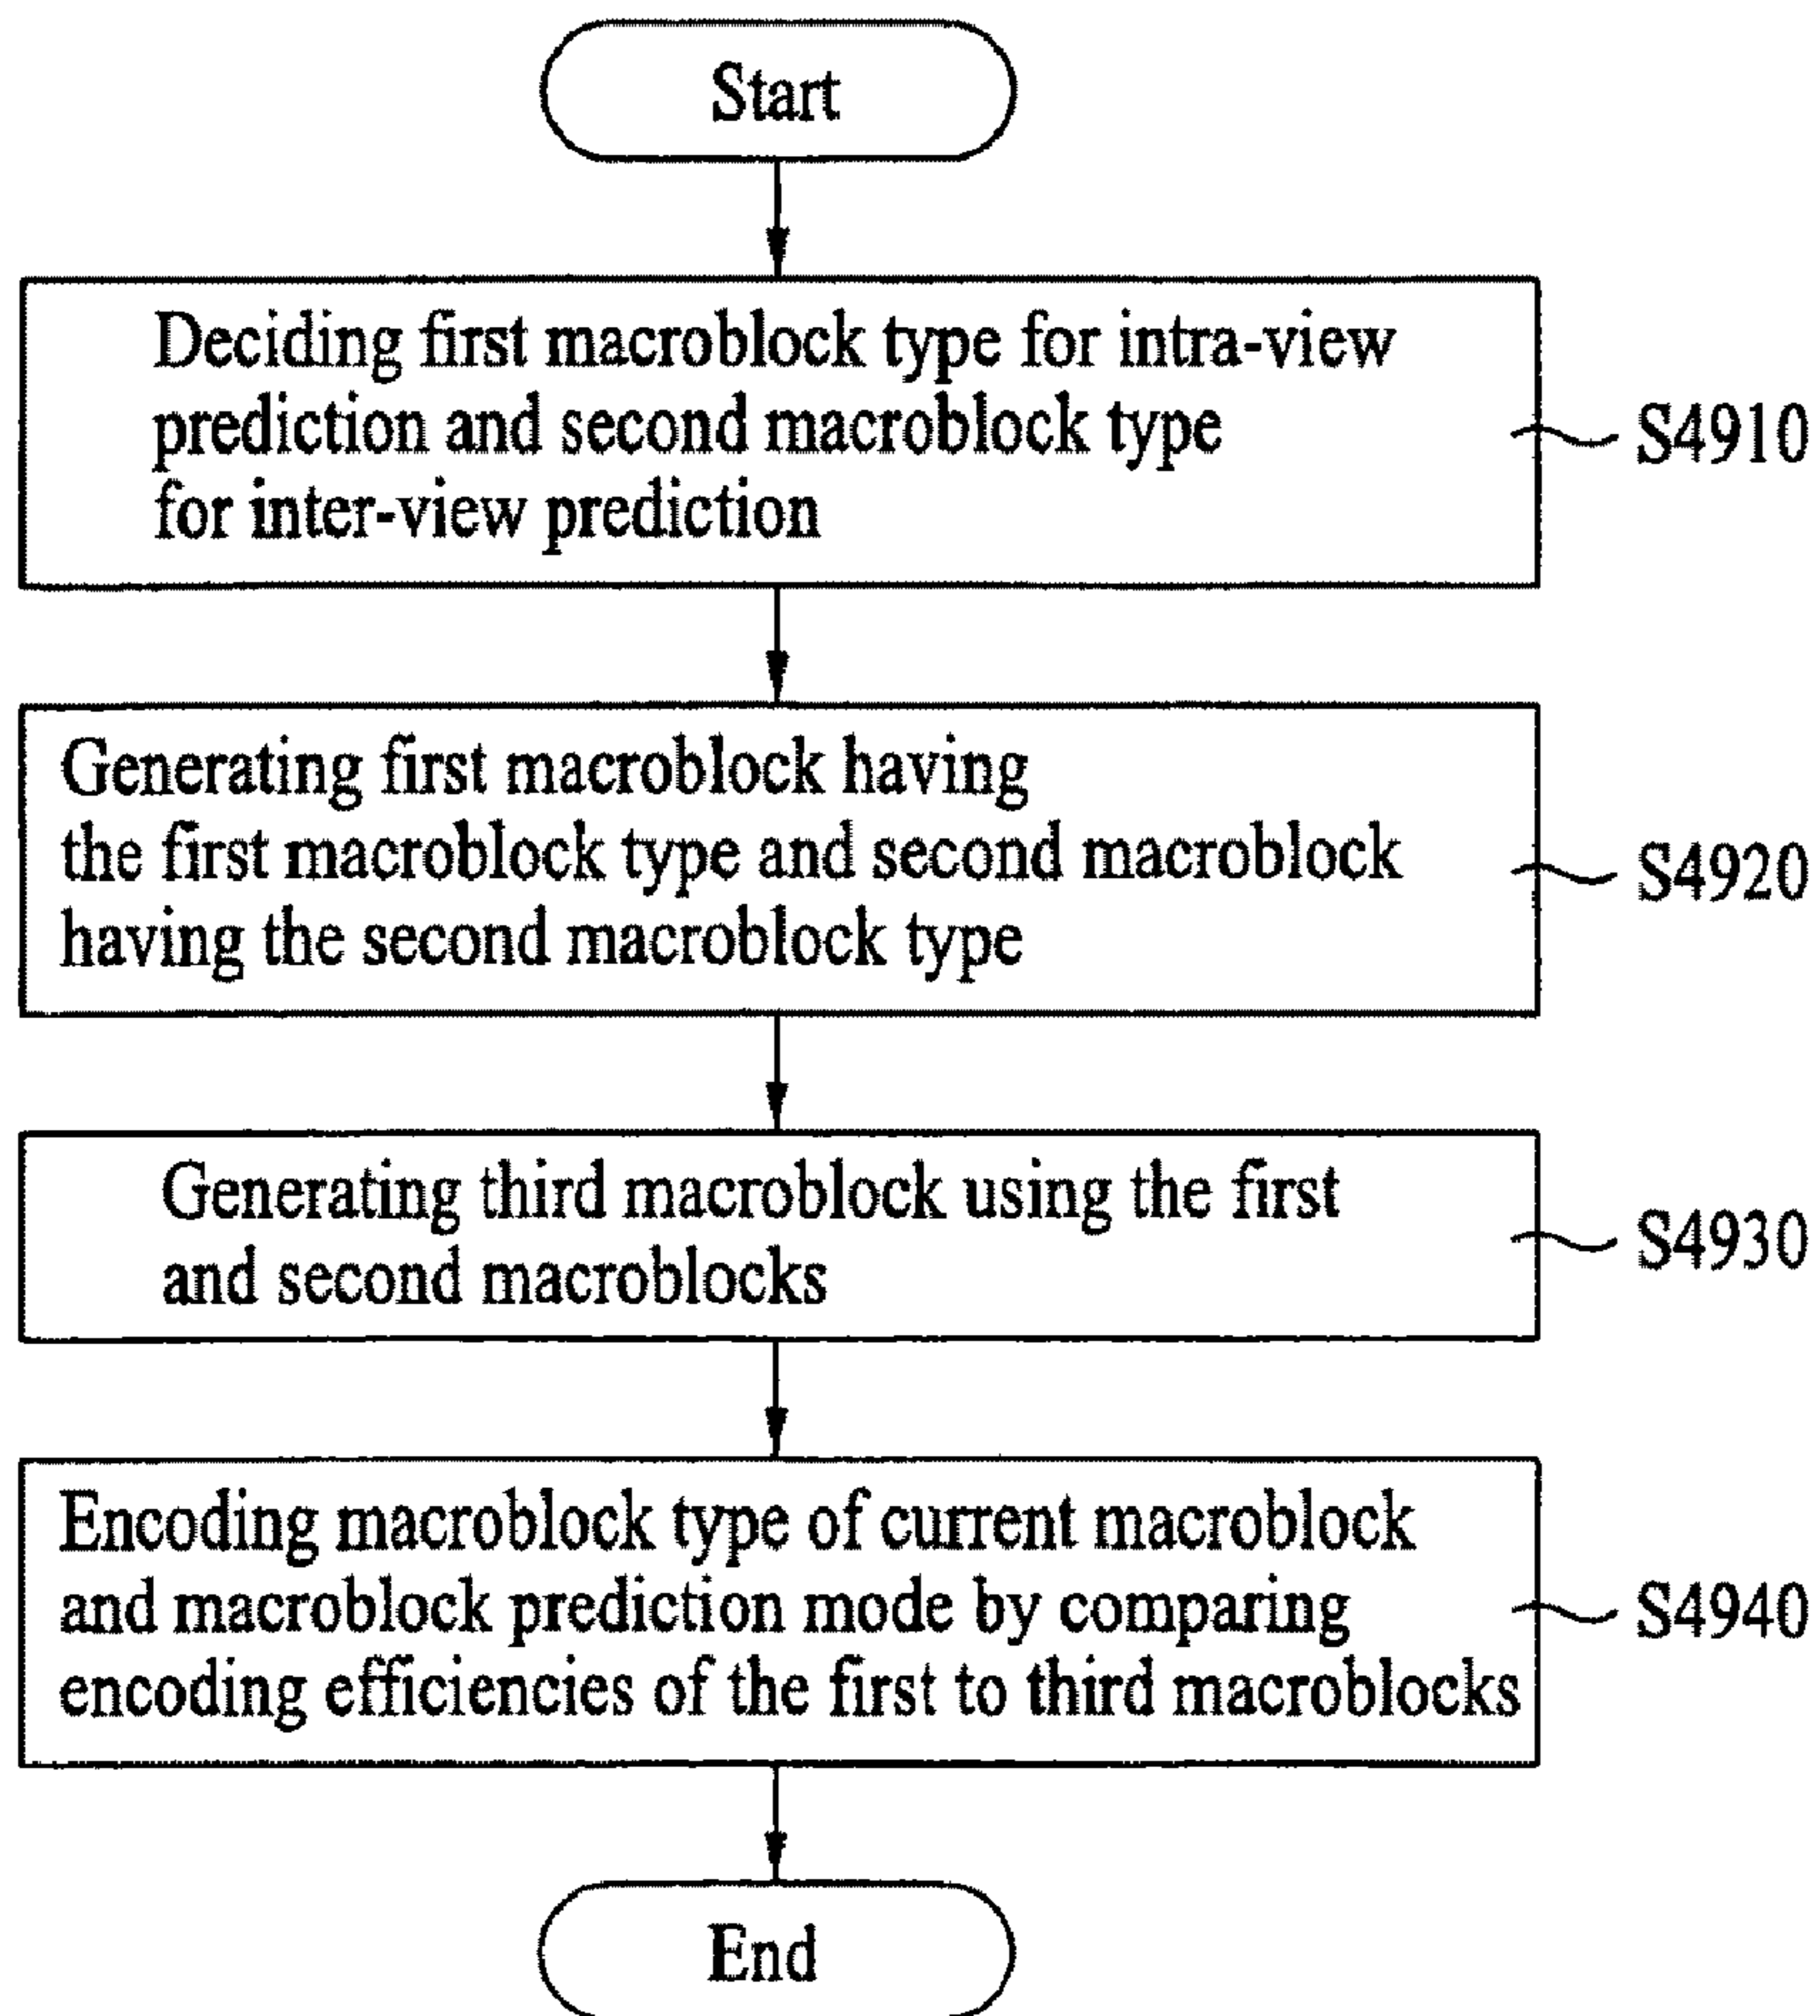 Start
Deciding first macroblock type for intra-view
prediction and second macroblock type
for inter-view prediction
S4910
Generating first macroblock having
the first macroblock type and second macroblock
having the second macroblock type
S4920
Generating third macroblock using the first
and second macroblocks
S4930
Encoding macroblock type of current macroblock
and macroblock prediction mode by comparing
encoding efficiencies of the first to third macroblocks
S4940
End